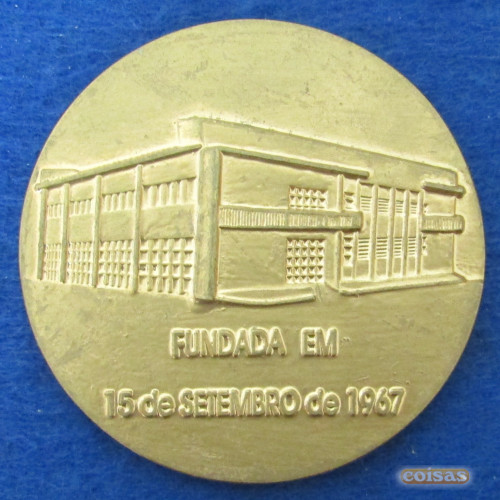 FUNDADA EM
15 de SETEMBRO de 1967
coisas